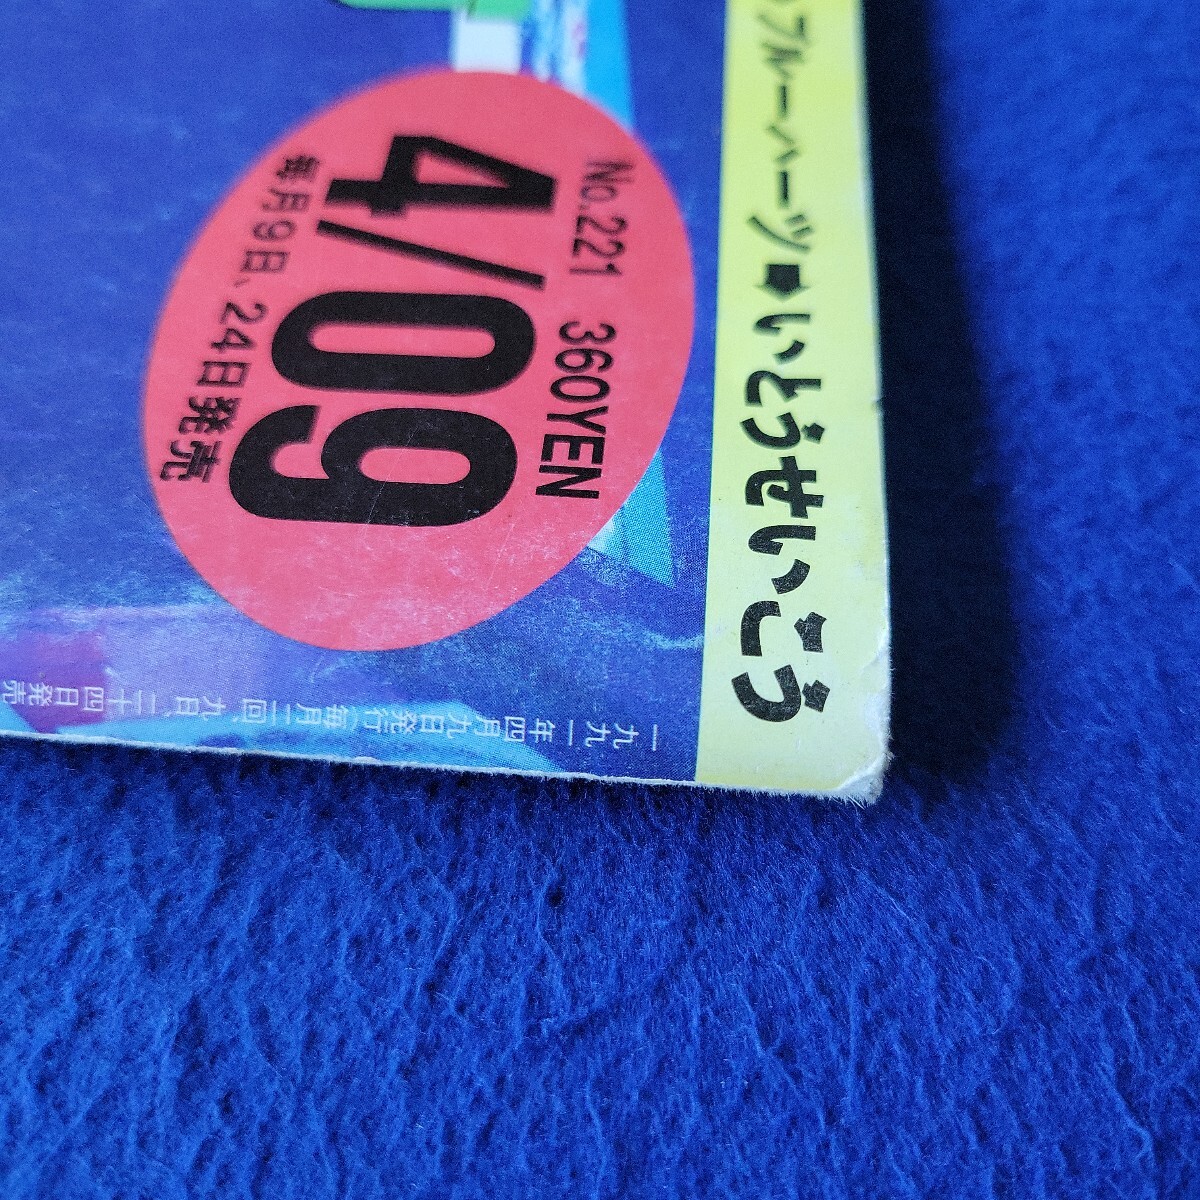 ブルーハーツ➡いとうせいこう
No.221 360YEN
4/09
毎月9日、24日発売
一九九一年四月九日発行(毎月二回、九日、二十四日発売